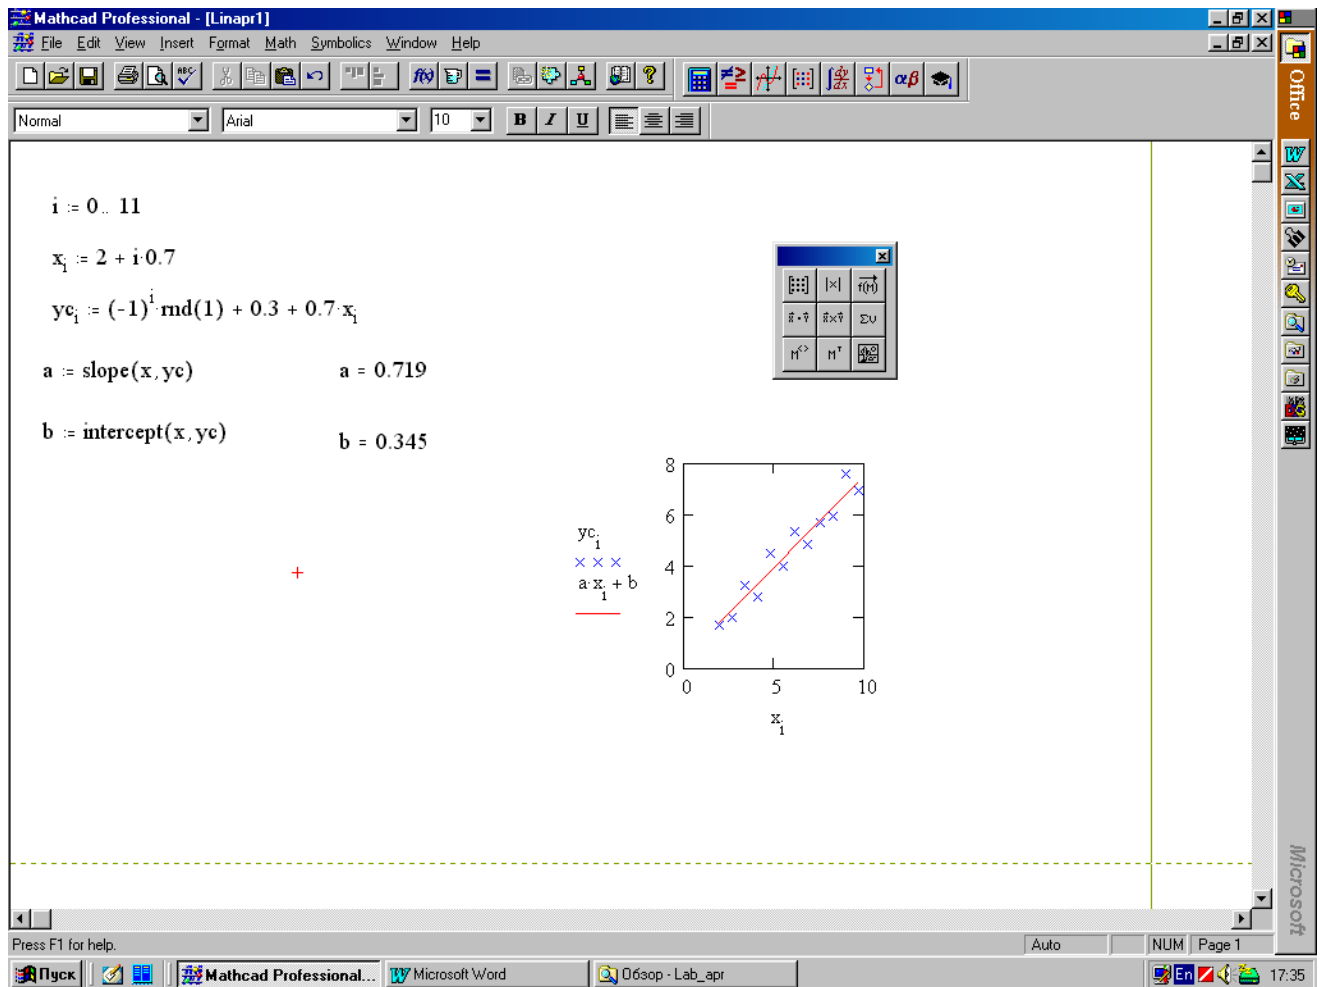 Mathcad Professional - [Linapr1]
File Edit View Insert Format Math Symbolics Window Help
Normal Arial 10 B I U
Office
i := 0.. 11
x_i := 2 + i·0.7
yc_i := (-1)^i·rnd(1) + 0.3 + 0.7·x_i
a := slope(x, yc) a = 0.719
b := intercept(x, yc) b = 0.345
|×|
f(M)
Συ
M^<>
M^T
αβ
yc_i
a·x_i + b
8
6
4
2
0
0 5 10
x_i
Microsoft
Press F1 for help. Auto NUM Page 1
Пуск Mathcad Professional... Microsoft Word Обзор - Lab_apr En 17:35